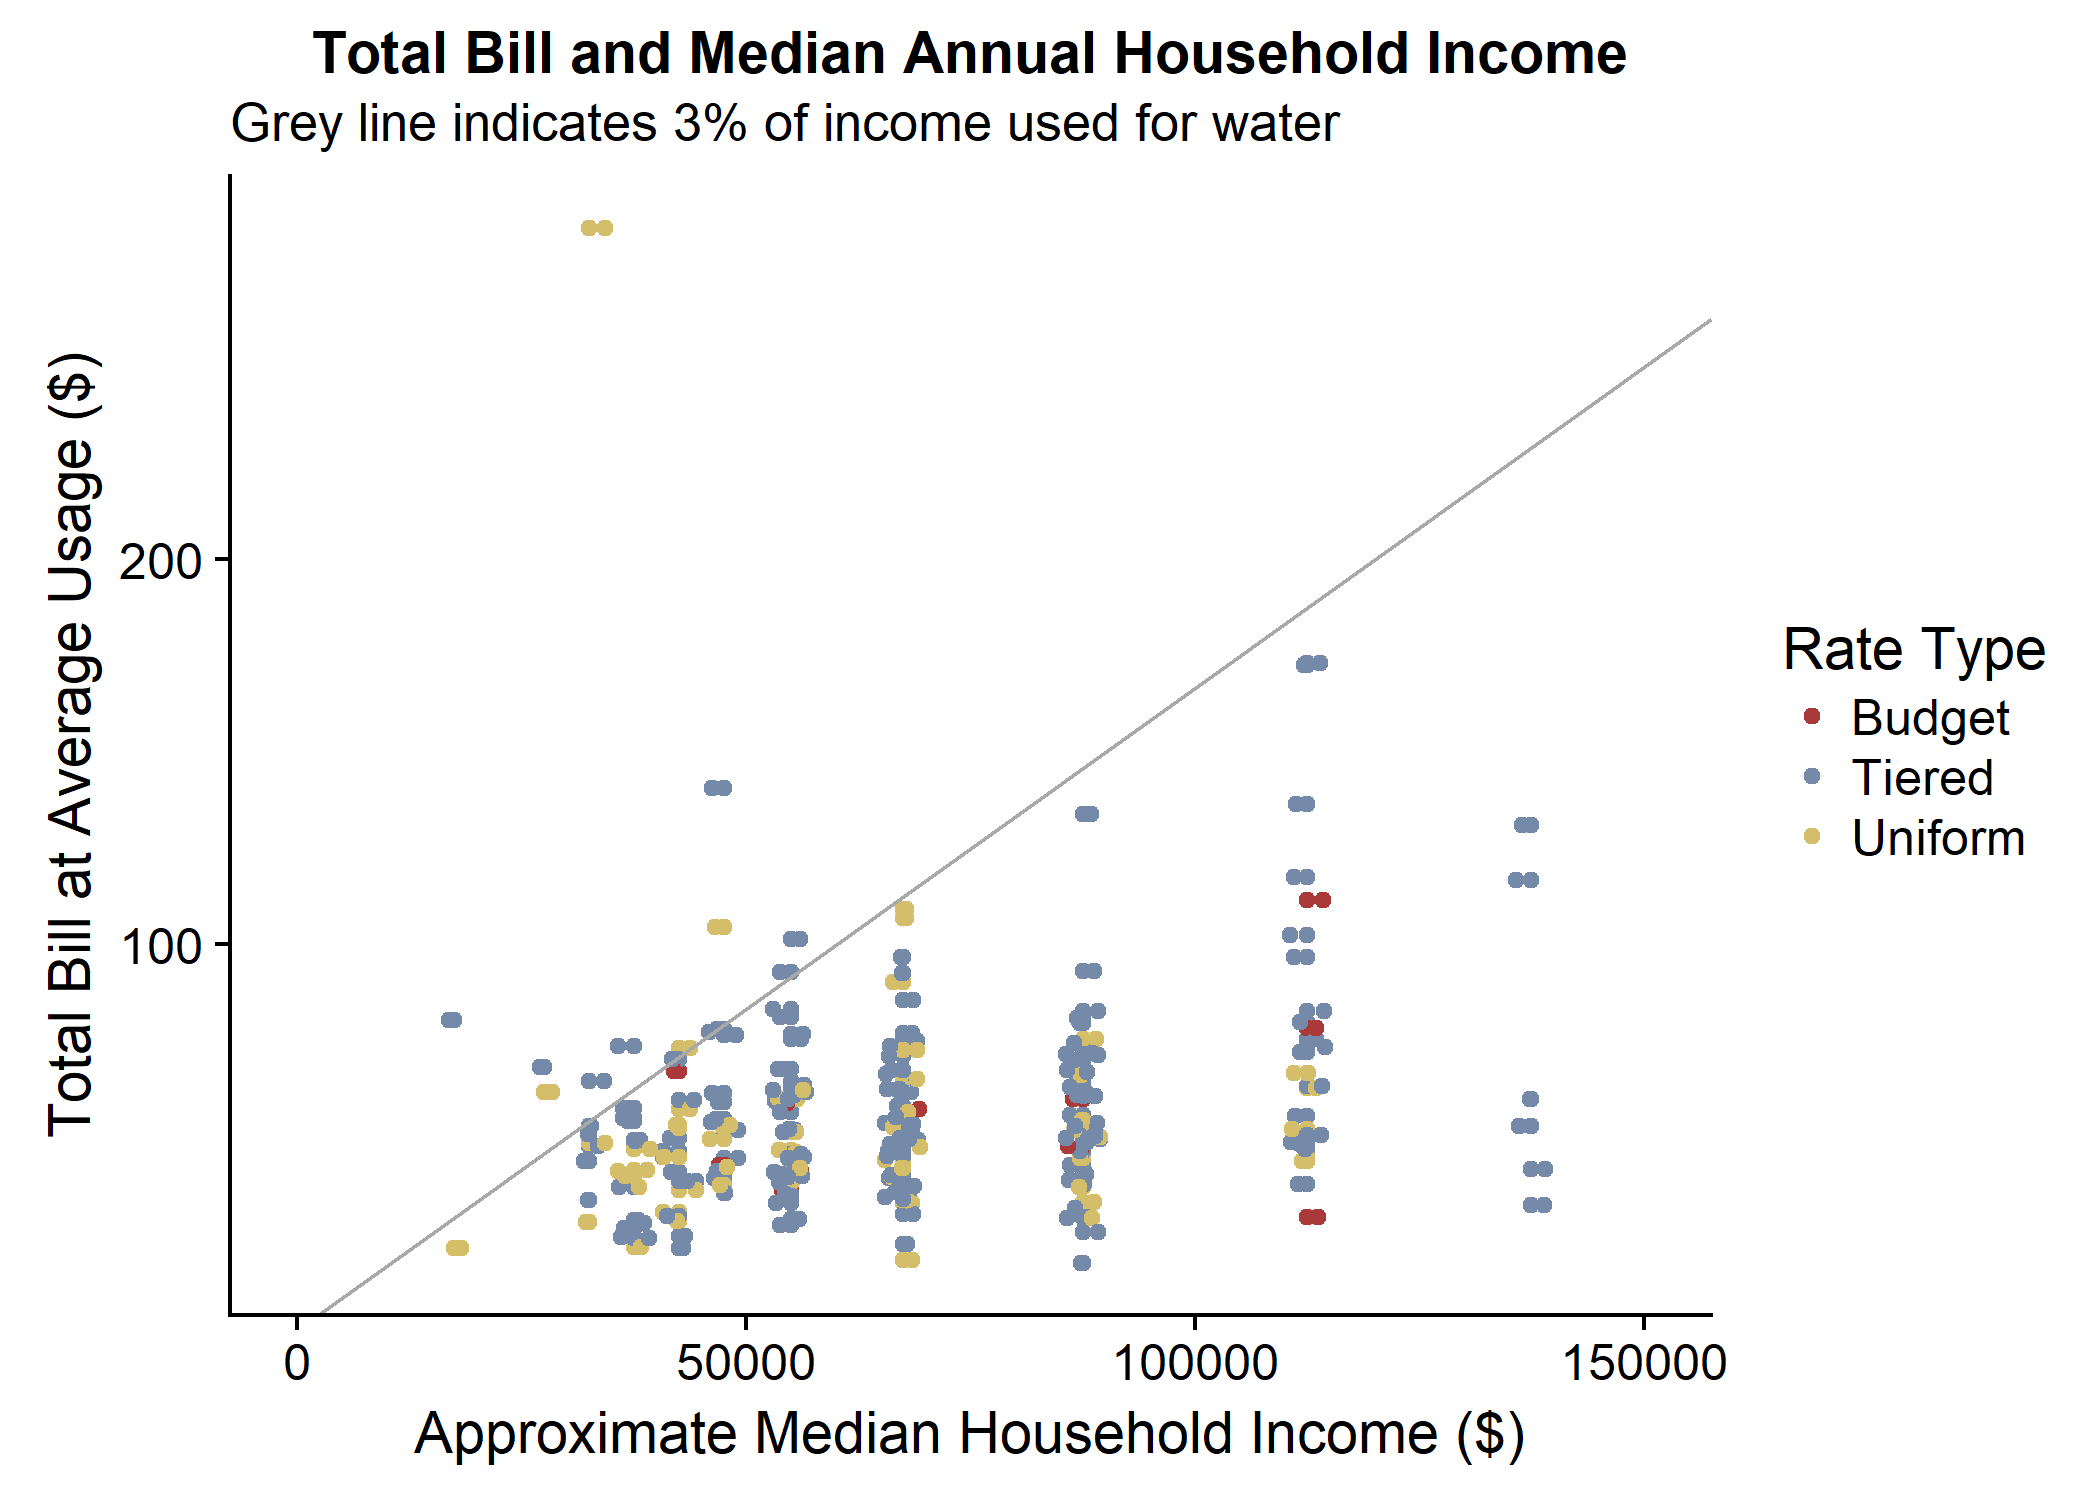 Total Bill and Median Annual Household Income
Grey line indicates 3% of income used for water
Total Bill at Average Usage ($)
200
100
0
50000
100000
150000
Approximate Median Household Income ($)
Rate Type
Budget
Tiered
Uniform